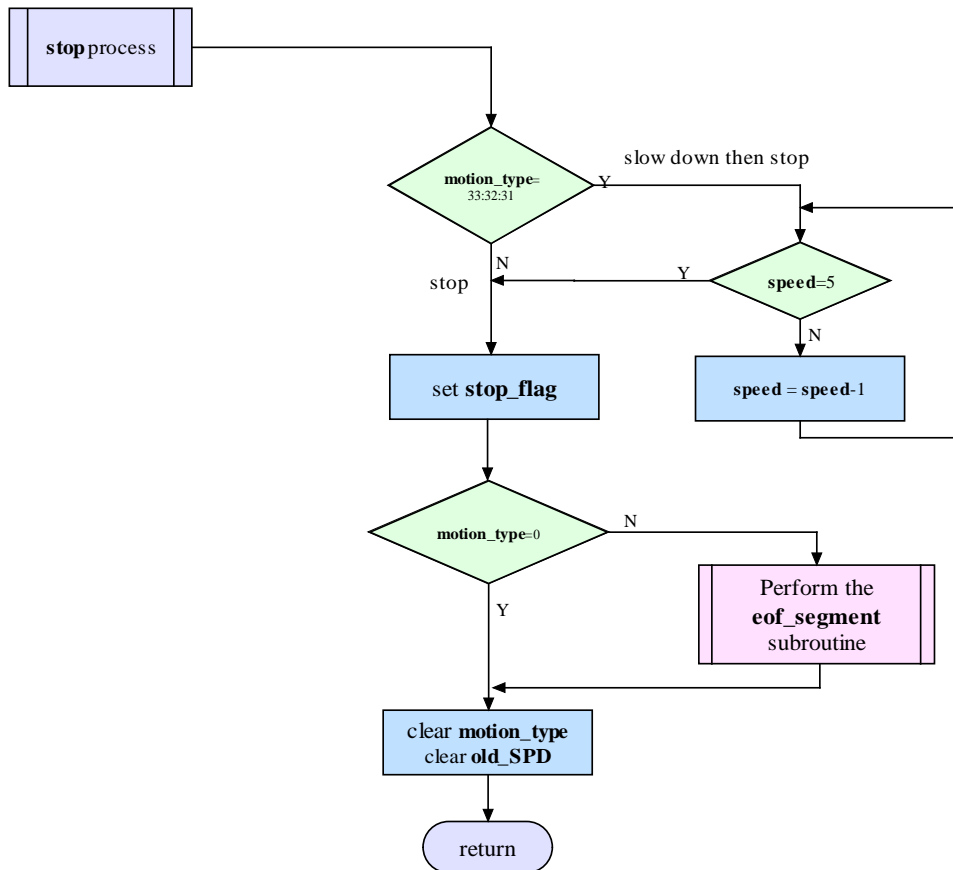 stop process
slow down then stop
motion_type=
33:32:31
Y
N
stop
Y
speed=5
N
set stop_flag
speed = speed-1
motion_type=0
N
Y
Perform the
eof_segment
subroutine
clear motion_type
clear old_SPD
return